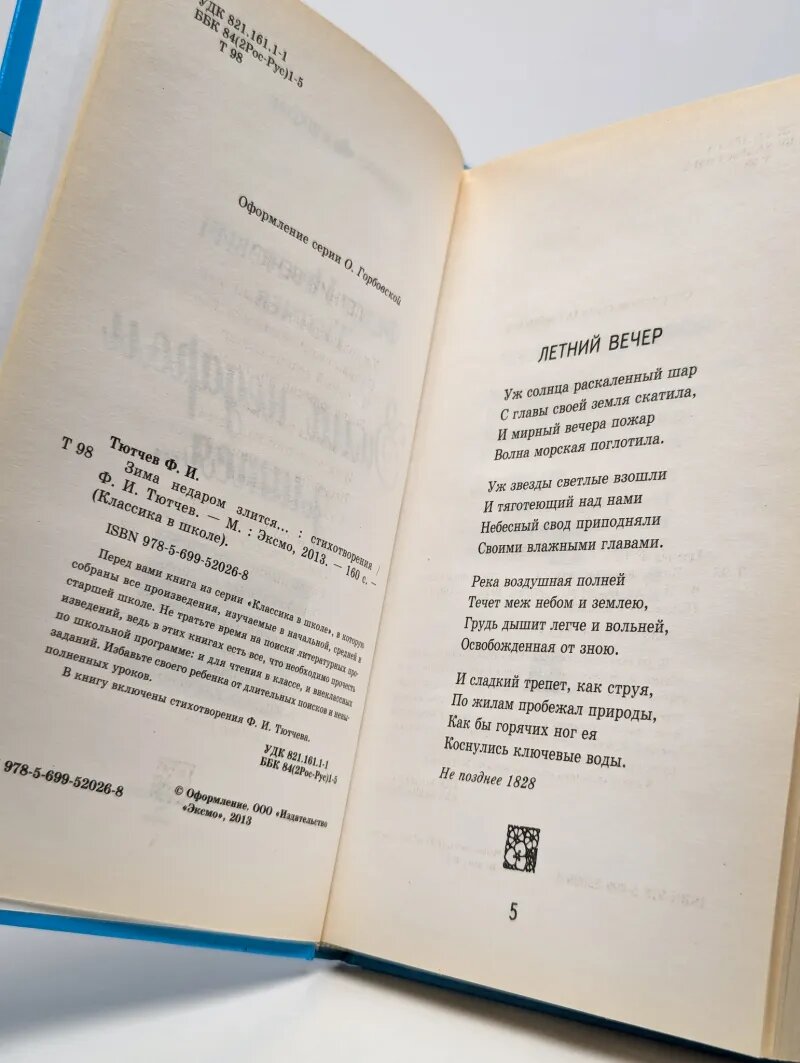 УДК 821.161.1-1
ББК 84(2Рос-Рус)1-5
Т 98
Оформление серии О. Горбовской
Тютчев Ф. И.
Т 98
Зима недаром злится... : стихотворения /
Ф. И. Тютчев. — М. : Эксмо, 2013. — 160 с. —
(Классика в школе).
ISBN 978-5-699-52026-8
Перед вами книга из серии «Классика в школе», в которую
собраны все произведения, изучаемые в начальной, средней и
старшей школе. Не тратьте время на поиски литературных про-
изведений, ведь в этих книгах есть все, что необходимо прочесть
по школьной программе: и для чтения в классе, и внеклассных
заданий. Избавьте своего ребенка от длительных поисков и невы-
полненных уроков.
В книгу включены стихотворения Ф. И. Тютчева.
УДК 821.161.1-1
ББК 84(2Рос-Рус)1-5
978-5-699-52026-8
© Оформление. ООО «Издательство
«Эксмо», 2013
ЛЕТНИЙ ВЕЧЕР
Уж солнца раскаленный шар
С главы своей земля скатила,
И мирный вечера пожар
Волна морская поглотила.
Уж звезды светлые взошли
И тяготеющий над нами
Небесный свод приподняли
Своими влажными главами.
Река воздушная полней
Течет меж небом и землею,
Грудь дышит легче и вольней,
Освобожденная от зною.
И сладкий трепет, как струя,
По жилам пробежал природы,
Как бы горячих ног ея
Коснулись ключевые воды.
Не позднее 1828
5